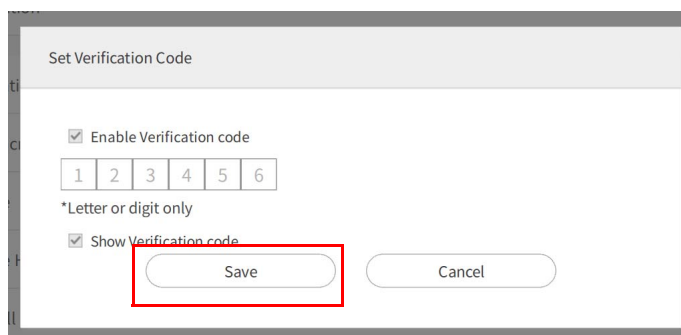 Set Verification Code
Enable Verification code
1 2 3 4 5 6
*Letter or digit only
Show Verification code
Save Cancel